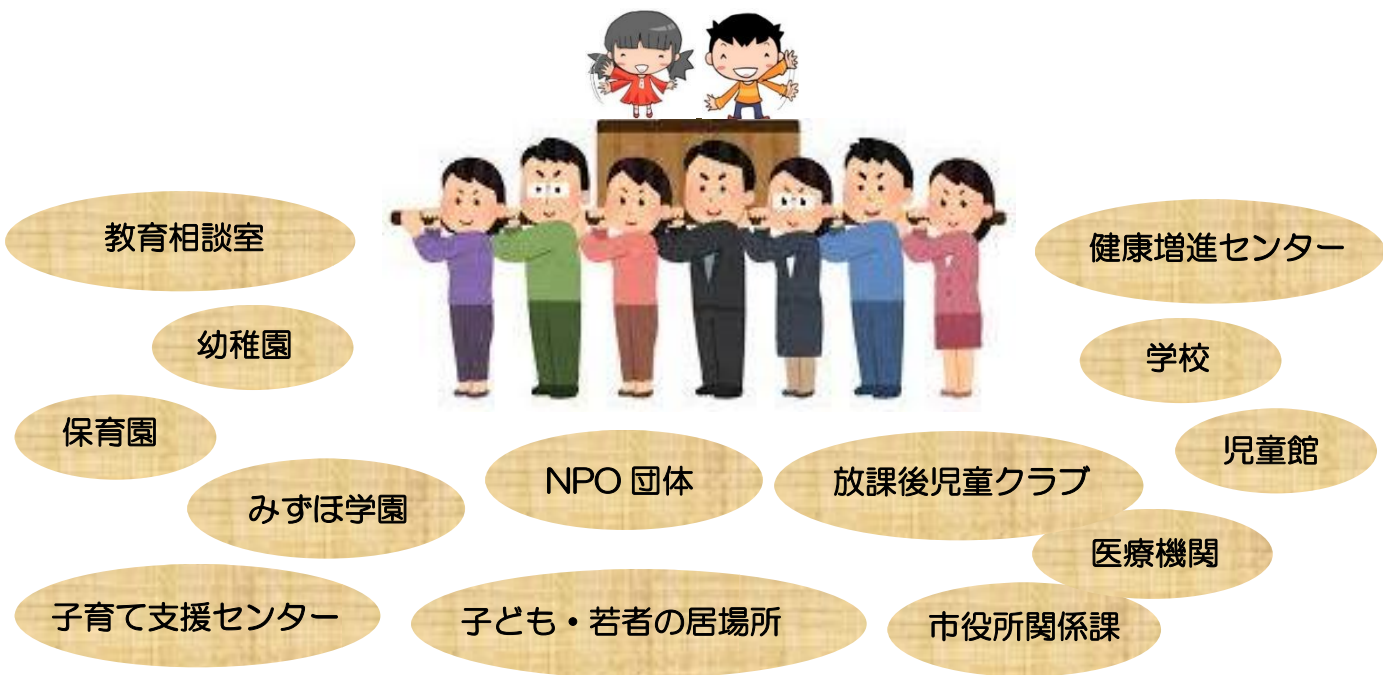 教育相談室
健康増進センター
幼稚園
学校
保育園
児童館
NPO 団体
放課後児童クラブ
みずほ学園
医療機関
子育て支援センター
子ども・若者の居場所
市役所関係課